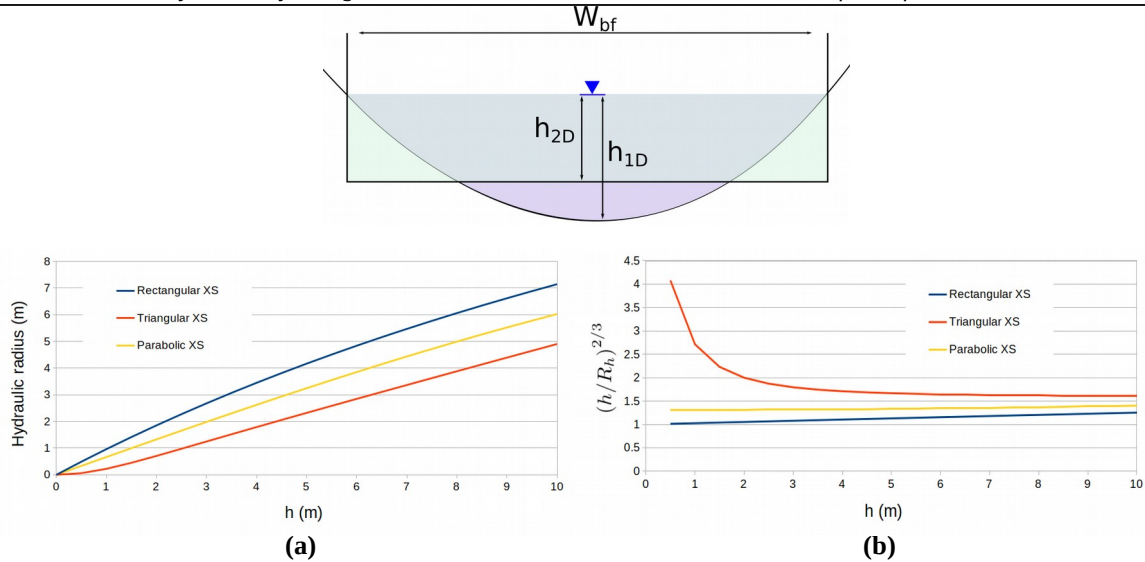 W_bf
h_2D
h_1D
Hydraulic radius (m)
8
7
6
5
4
3
2
1
0
Rectangular XS
Triangular XS
Parabolic XS
0 1 2 3 4 5 6 7 8 9 10
h (m)
(a)
(h/R_h)^{2/3}
4.5
4
3.5
3
2.5
2
1.5
1
0.5
0
Rectangular XS
Triangular XS
Parabolic XS
0 1 2 3 4 5 6 7 8 9 10
h (m)
(b)